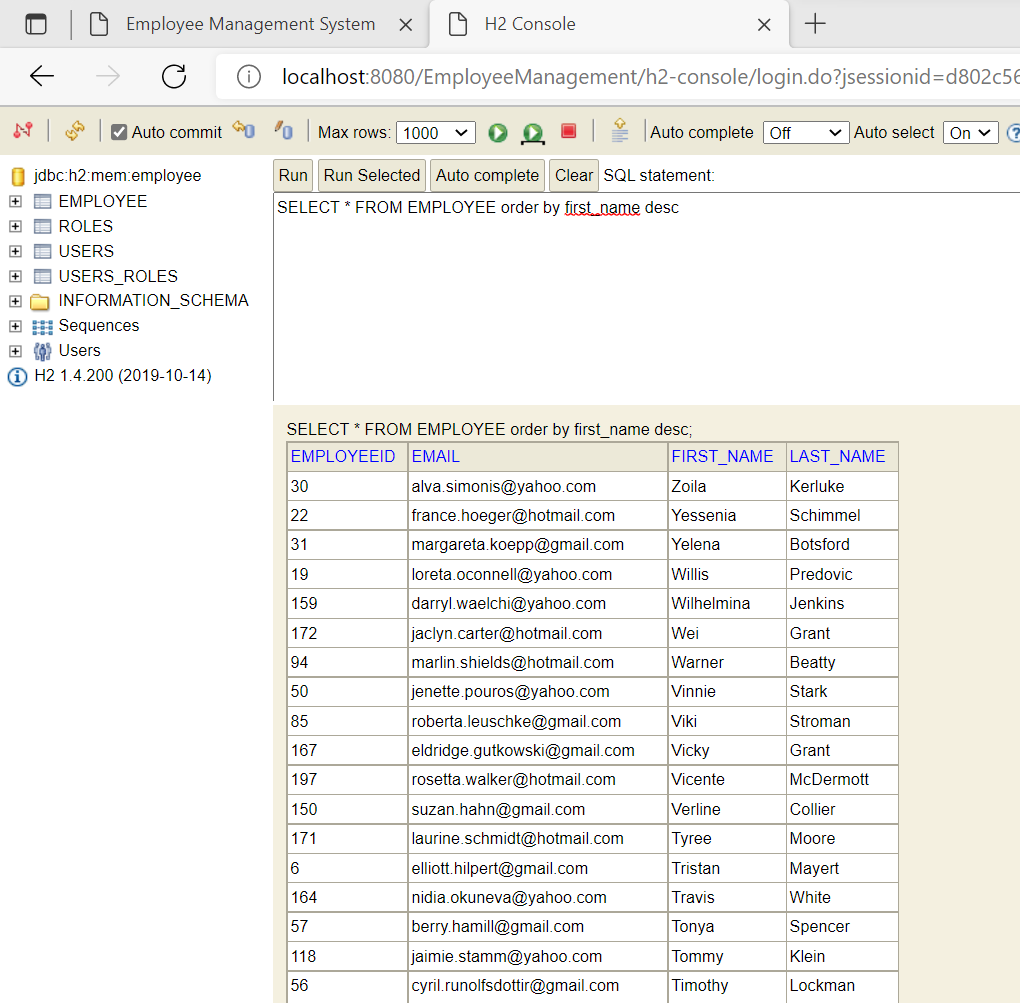 Employee Management System H2 Console
localhost:8080/EmployeeManagement/h2-console/login.do?jsessionid=d802c56
Auto commit Max rows: 1000 Auto complete Off Auto select On
jdbc:h2:mem:employee
EMPLOYEE
ROLES
USERS
USERS_ROLES
INFORMATION_SCHEMA
Sequences
Users
H2 1.4.200 (2019-10-14)
Run Run Selected Auto complete Clear SQL statement:
SELECT * FROM EMPLOYEE order by first_name desc
SELECT * FROM EMPLOYEE order by first_name desc;
EMPLOYEEID EMAIL FIRST_NAME LAST_NAME
30 alva.simonis@yahoo.com Zoila Kerluke
22 france.hoeger@hotmail.com Yessenia Schimmel
31 margareta.koepp@gmail.com Yelena Botsford
19 loreta.oconnell@yahoo.com Willis Predovic
159 darryl.waelchi@yahoo.com Wilhelmina Jenkins
172 jaclyn.carter@hotmail.com Wei Grant
94 marlin.shields@hotmail.com Warner Beatty
50 jenette.pouros@yahoo.com Vinnie Stark
85 roberta.leuschke@gmail.com Viki Stroman
167 eldridge.gutkowski@gmail.com Vicky Grant
197 rosetta.walker@hotmail.com Vicente McDermott
150 suzan.hahn@gmail.com Verline Collier
171 laurine.schmidt@hotmail.com Tyree Moore
6 elliott.hilpert@gmail.com Tristan Mayert
164 nidia.okuneva@yahoo.com Travis White
57 berry.hamill@gmail.com Tonya Spencer
118 jaimie.stamm@yahoo.com Tommy Klein
56 cyril.runolfsdottir@gmail.com Timothy Lockman